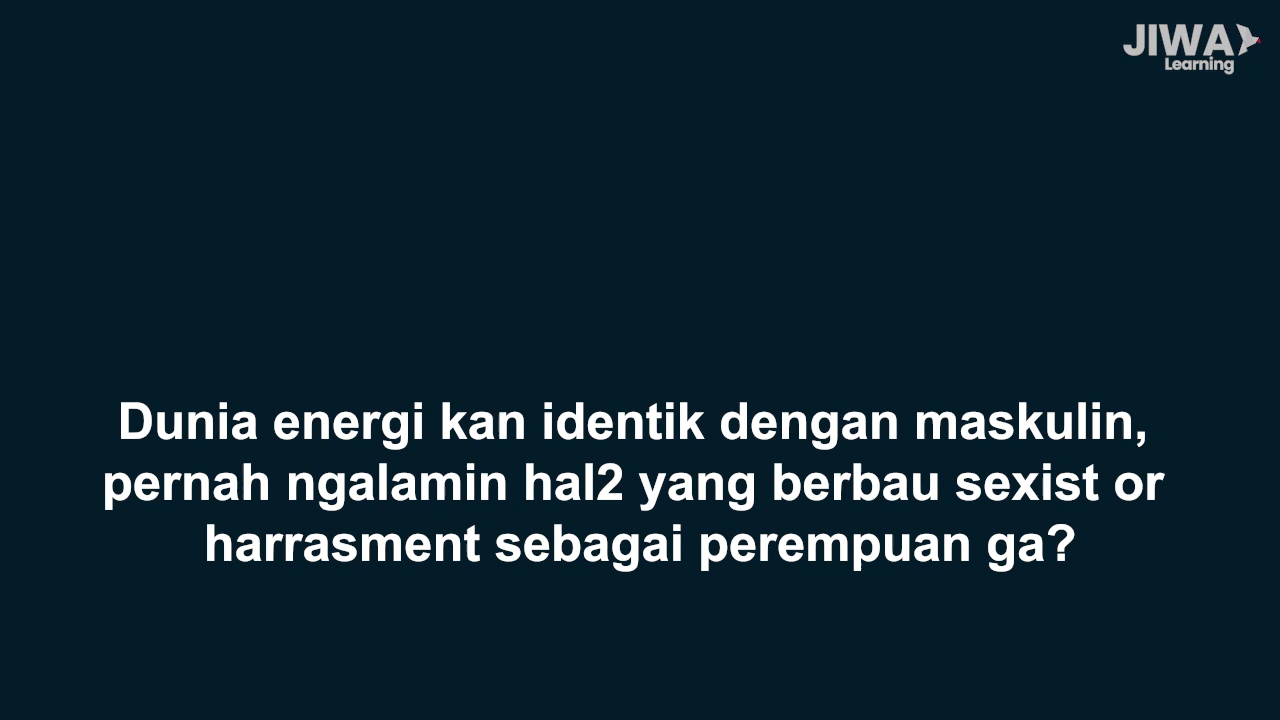 JIWA
Learning
Dunia energi kan identik dengan maskulin,
pernah ngalamin hal2 yang berbau sexist or
harrasment sebagai perempuan ga?